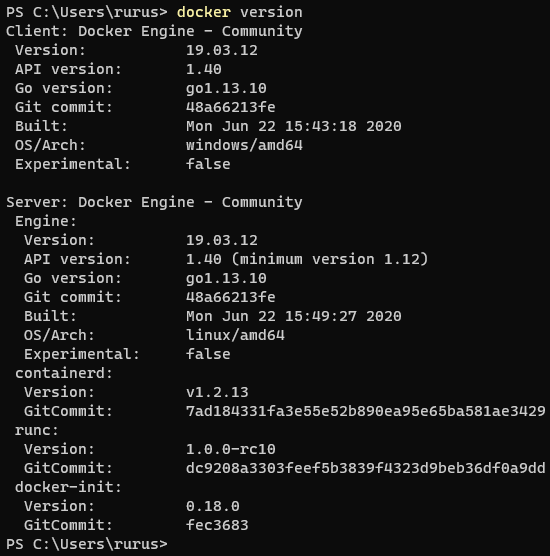 PS C:\Users\rurus> docker version
Client: Docker Engine - Community
 Version:           19.03.12
 API version:       1.40
 Go version:        go1.13.10
 Git commit:        48a66213fe
 Built:             Mon Jun 22 15:43:18 2020
 OS/Arch:           windows/amd64
 Experimental:      false

Server: Docker Engine - Community
 Engine:
  Version:          19.03.12
  API version:      1.40 (minimum version 1.12)
  Go version:       go1.13.10
  Git commit:       48a66213fe
  Built:            Mon Jun 22 15:49:27 2020
  OS/Arch:          linux/amd64
  Experimental:     false
 containerd:
  Version:          v1.2.13
  GitCommit:        7ad184331fa3e55e52b890ea95e65ba581ae3429
 runc:
  Version:          1.0.0-rc10
  GitCommit:        dc9208a3303feef5b3839f4323d9beb36df0a9dd
 docker-init:
  Version:          0.18.0
  GitCommit:        fec3683
PS C:\Users\rurus>